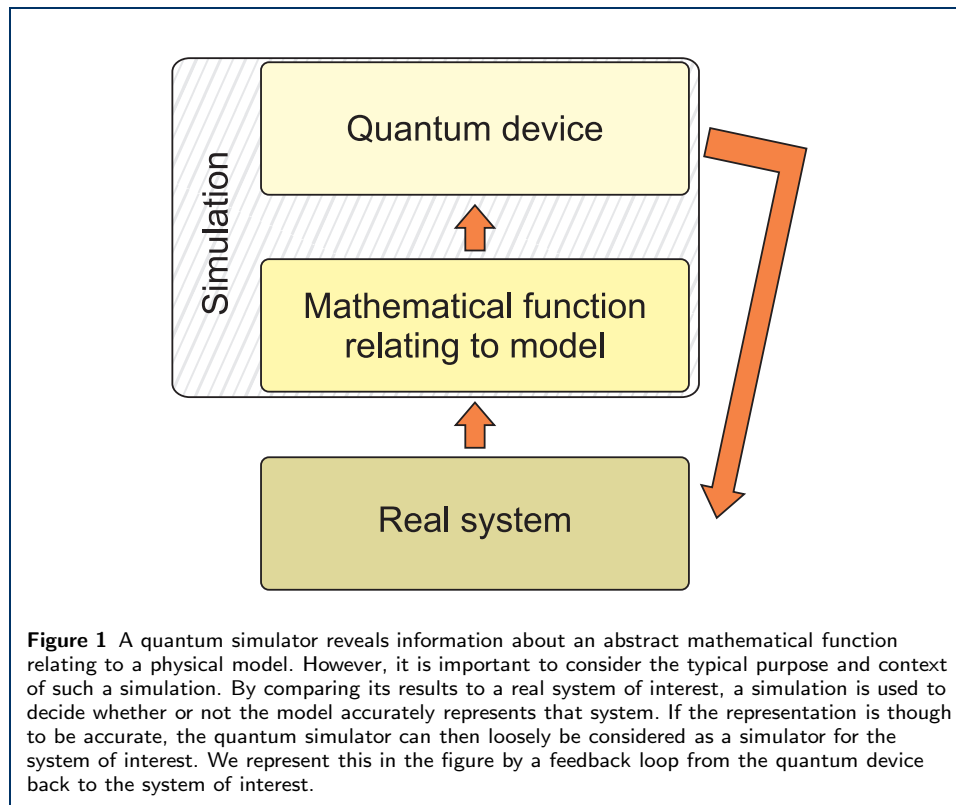 Quantum device
Simulation
Mathematical function
relating to model
Real system
Figure 1 A quantum simulator reveals information about an abstract mathematical function
relating to a physical model. However, it is important to consider the typical purpose and context
of such a simulation. By comparing its results to a real system of interest, a simulation is used to
decide whether or not the model accurately represents that system. If the representation is though
to be accurate, the quantum simulator can then loosely be considered as a simulator for the
system of interest. We represent this in the figure by a feedback loop from the quantum device
back to the system of interest.